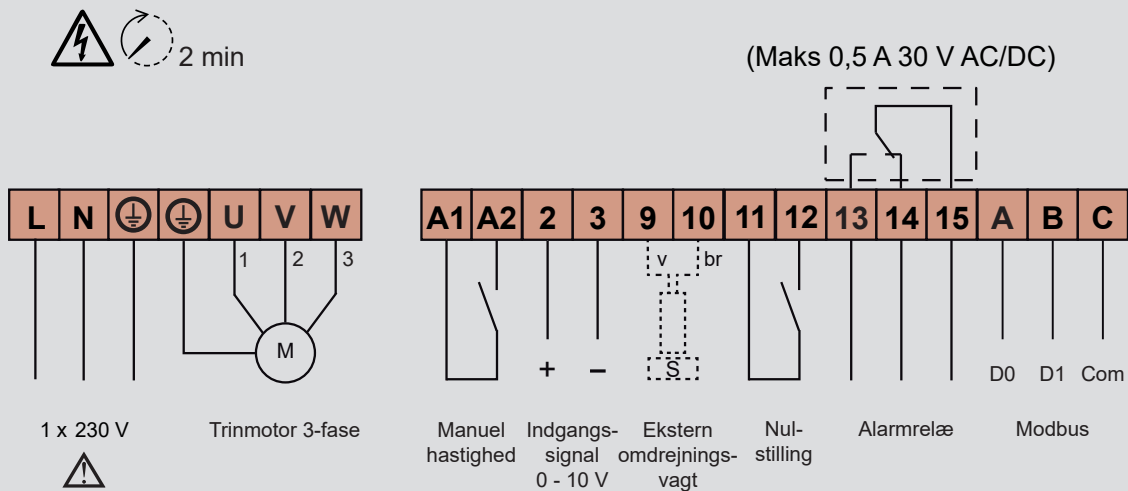 2 min
(Maks 0,5 A 30 V AC/DC)
L N U V W
A1 A2 2 3 9 10 11 12 13 14 15 A B C
1 2 3
v br
M
+ –
S
D0 D1 Com
1 x 230 V
Trinmotor 3-fase
Manuel
hastighed
Indgangs-
signal
0 - 10 V
Ekstern
omdrejnings-
vagt
Nul-
stilling
Alarmrelæ
Modbus